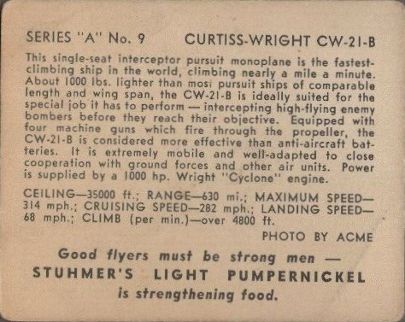 SERIES "A" No. 9 CURTISS-WRIGHT CW-21-B
This single-seat interceptor pursuit monoplane is the fastest-
climbing ship in the world, climbing nearly a mile a minute.
About 1000 lbs. lighter than most pursuit ships of comparable
length and wing span, the CW-21-B is ideally suited for the
special job it has to perform — intercepting high-flying enemy
bombers before they reach their objective. Equipped with
four machine guns which fire through the propeller, the
CW-21-B is considered more effective than anti-aircraft bat-
teries. It is extremely mobile and well-adapted to close
cooperation with ground forces and other air units. Power
is supplied by a 1000 hp. Wright "Cyclone" engine.
CEILING—35000 ft.; RANGE—630 mi.; MAXIMUM SPEED—
314 mph.; CRUISING SPEED—282 mph.; LANDING SPEED—
68 mph.; CLIMB (per min.)—over 4800 ft.
PHOTO BY ACME
Good flyers must be strong men —
STUHMER'S LIGHT PUMPERNICKEL
is strengthening food.